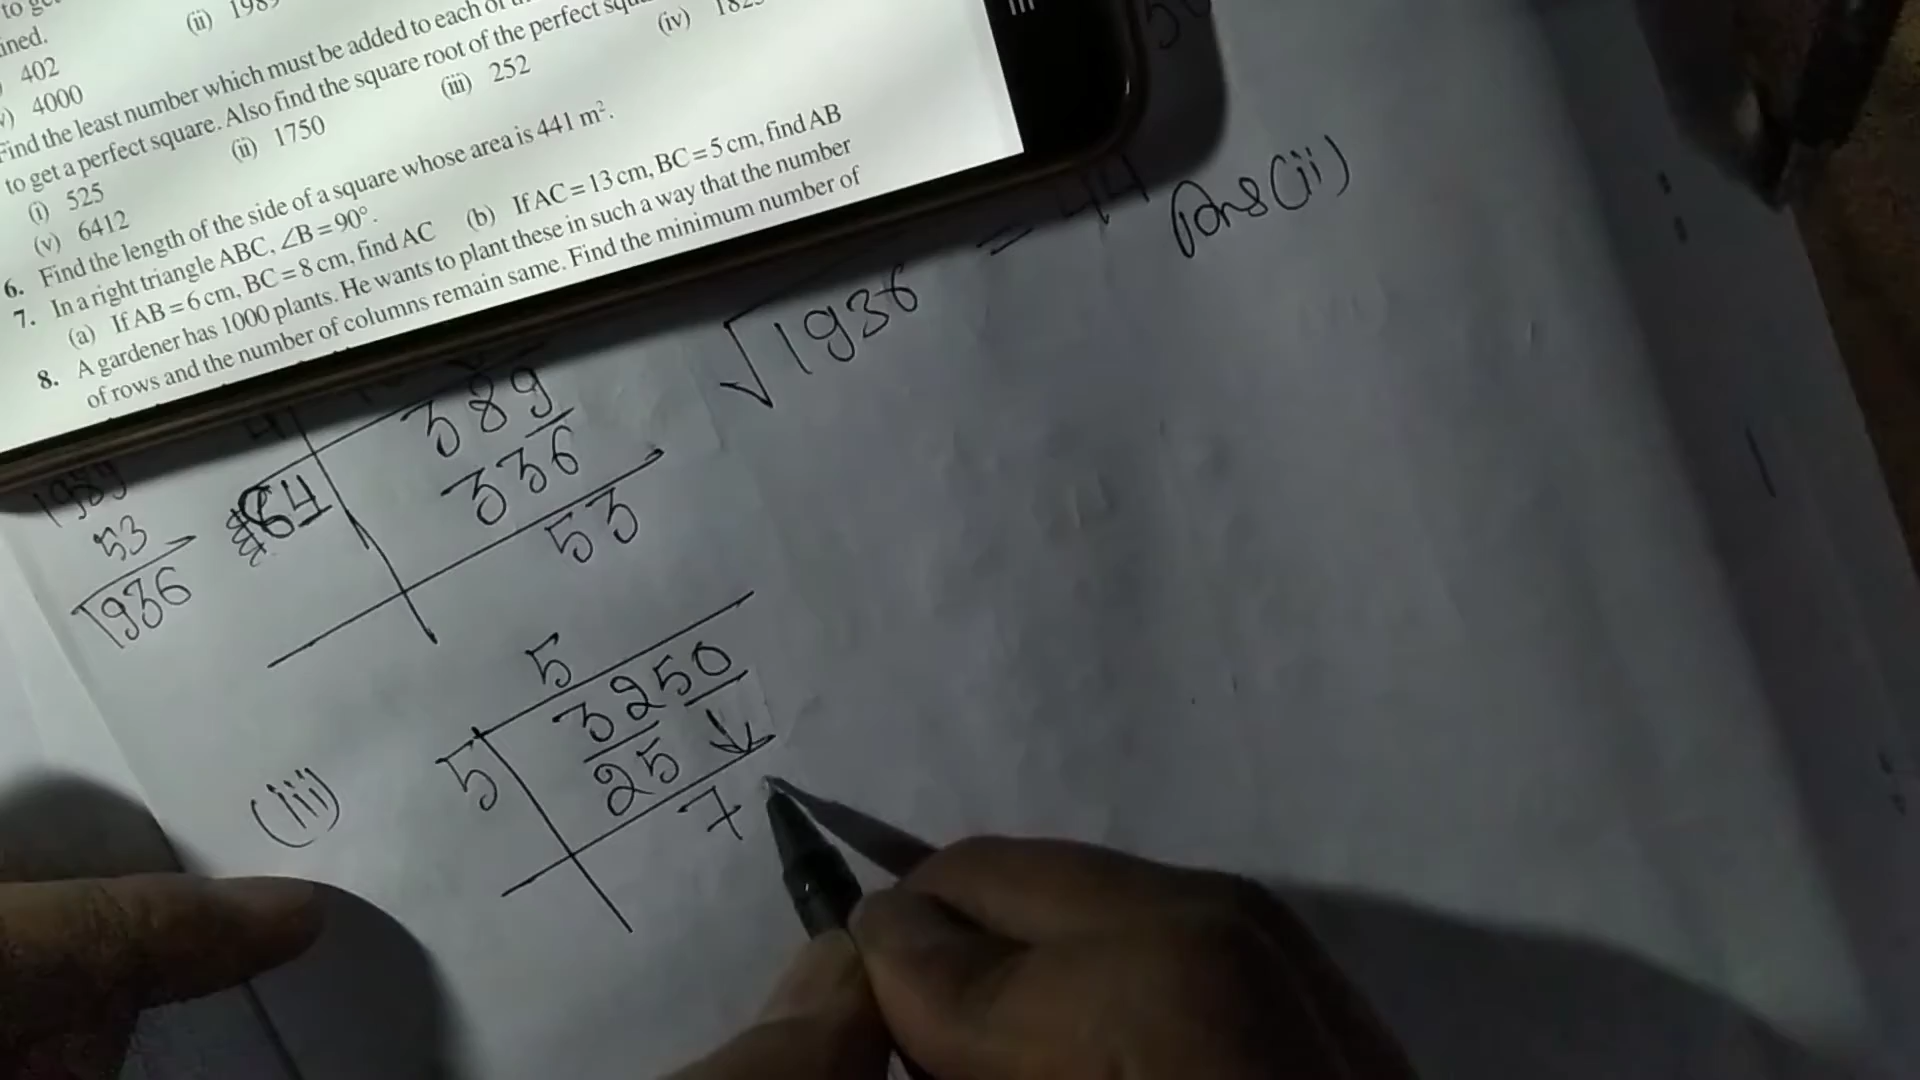 (ii)
ined.
402
4000
Find the least number which must be added to each of
to get a perfect square. Also find the square root of the perfect
(i) 525
(ii) 1750
(iii) 252
(iv)
(v) 6412
6. Find the length of the side of a square whose area is 441 m².
7. In a right triangle ABC, ∠B = 90°.
(a) If AB = 6 cm, BC = 8 cm, find AC (b) If AC = 13 cm, BC = 5 cm, find AB
8. A gardener has 1000 plants. He wants to plant these in such a way that the number
of rows and the number of columns remain same. Find the minimum number of
√1936 = 44 Ans (ii)
389
84 336
53
1989
53
1936
5
(iii) 5 3250
25
7